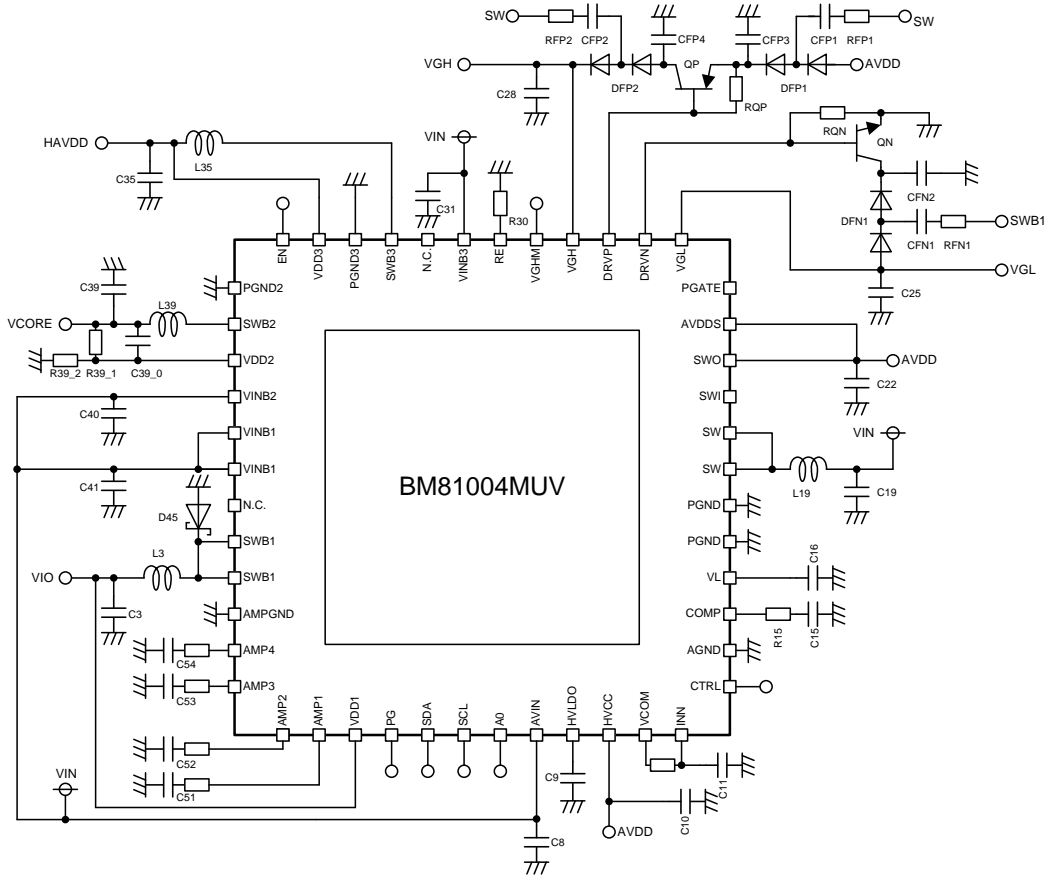 SW
RFP2
CFP2
CFP4
QP
CFP3
CFP1
RFP1
SW
VGH
AVDD
DFP2
DFP1
C28
RQP
HAVDD
L35
C35
VIN
C31
R30
RQN
QN
CFN2
DFN1
CFN1
RFN1
SWB1
VGL
C25
EN
VDD3
PGND3
SWB3
N.C.
VINB3
RE
VGHM
VGH
DRVP
DRVN
VGL
C39
L39
VCORE
R39_2
R39_1
C39_0
C40
C41
D45
L3
VIO
C3
C54
C53
C52
C51
VIN
PGND2
SWB2
VDD2
VINB2
VINB1
VINB1
N.C.
SWB1
SWB1
AMPGND
AMP4
AMP3
BM81004MUV
PGATE
AVDDS
SWO
SWI
SW
SW
PGND
PGND
VL
COMP
AGND
CTRL
AVDD
C22
VIN
L19
C19
C16
R15
C15
AMP2
AMP1
VDD1
PG
SDA
SCL
A0
AVIN
HVLDO
HVCC
VCOM
INN
C9
C8
C10
C11
AVDD